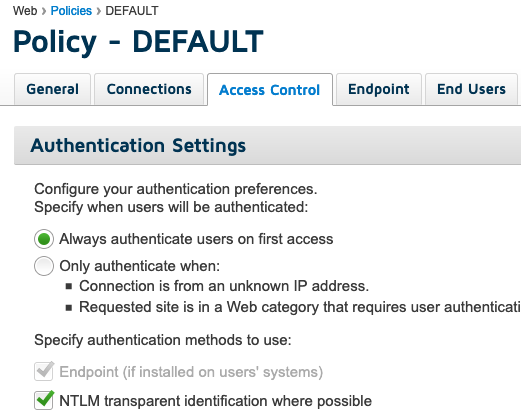 Web › Policies › DEFAULT
Policy - DEFAULT
General Connections Access Control Endpoint End Users
Authentication Settings
Configure your authentication preferences.
Specify when users will be authenticated:
Always authenticate users on first access
Only authenticate when:
▪ Connection is from an unknown IP address.
▪ Requested site is in a Web category that requires user authenticati
Specify authentication methods to use:
Endpoint (if installed on users' systems)
NTLM transparent identification where possible